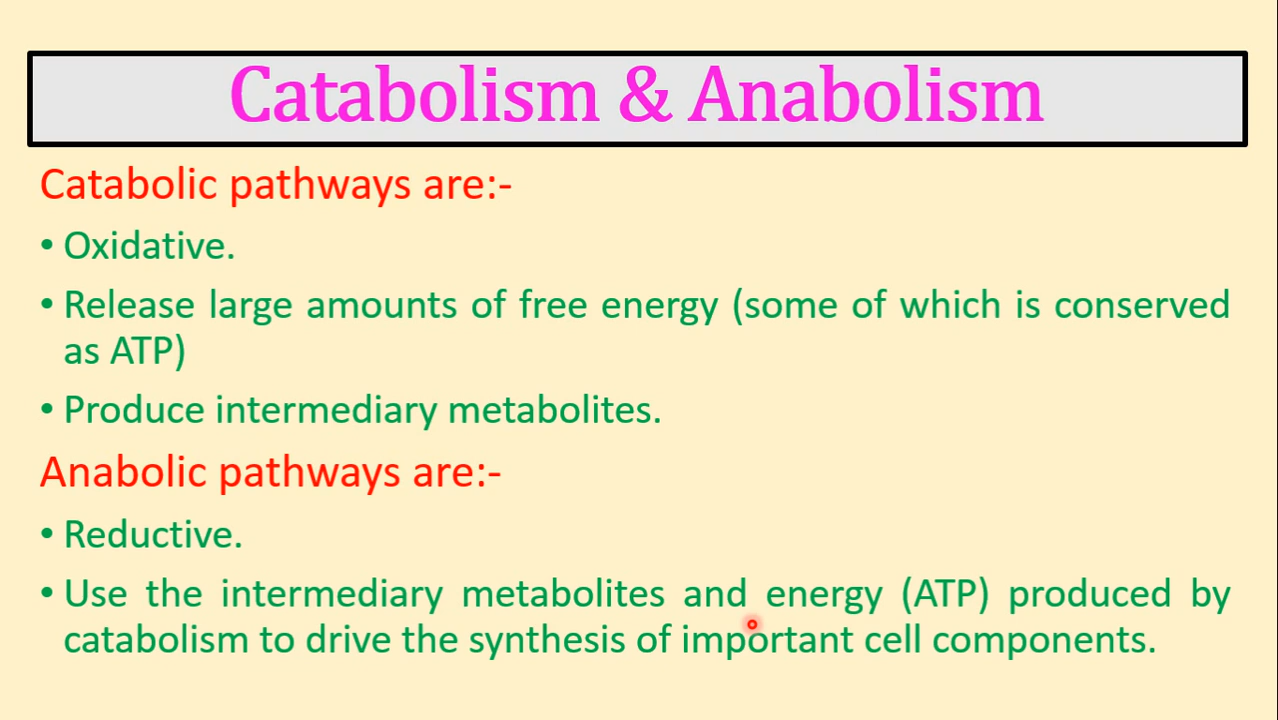 Catabolism & Anabolism
Catabolic pathways are:-
• Oxidative.
• Release large amounts of free energy (some of which is conserved
as ATP)
• Produce intermediary metabolites.
Anabolic pathways are:-
• Reductive.
• Use the intermediary metabolites and energy (ATP) produced by
catabolism to drive the synthesis of important cell components.